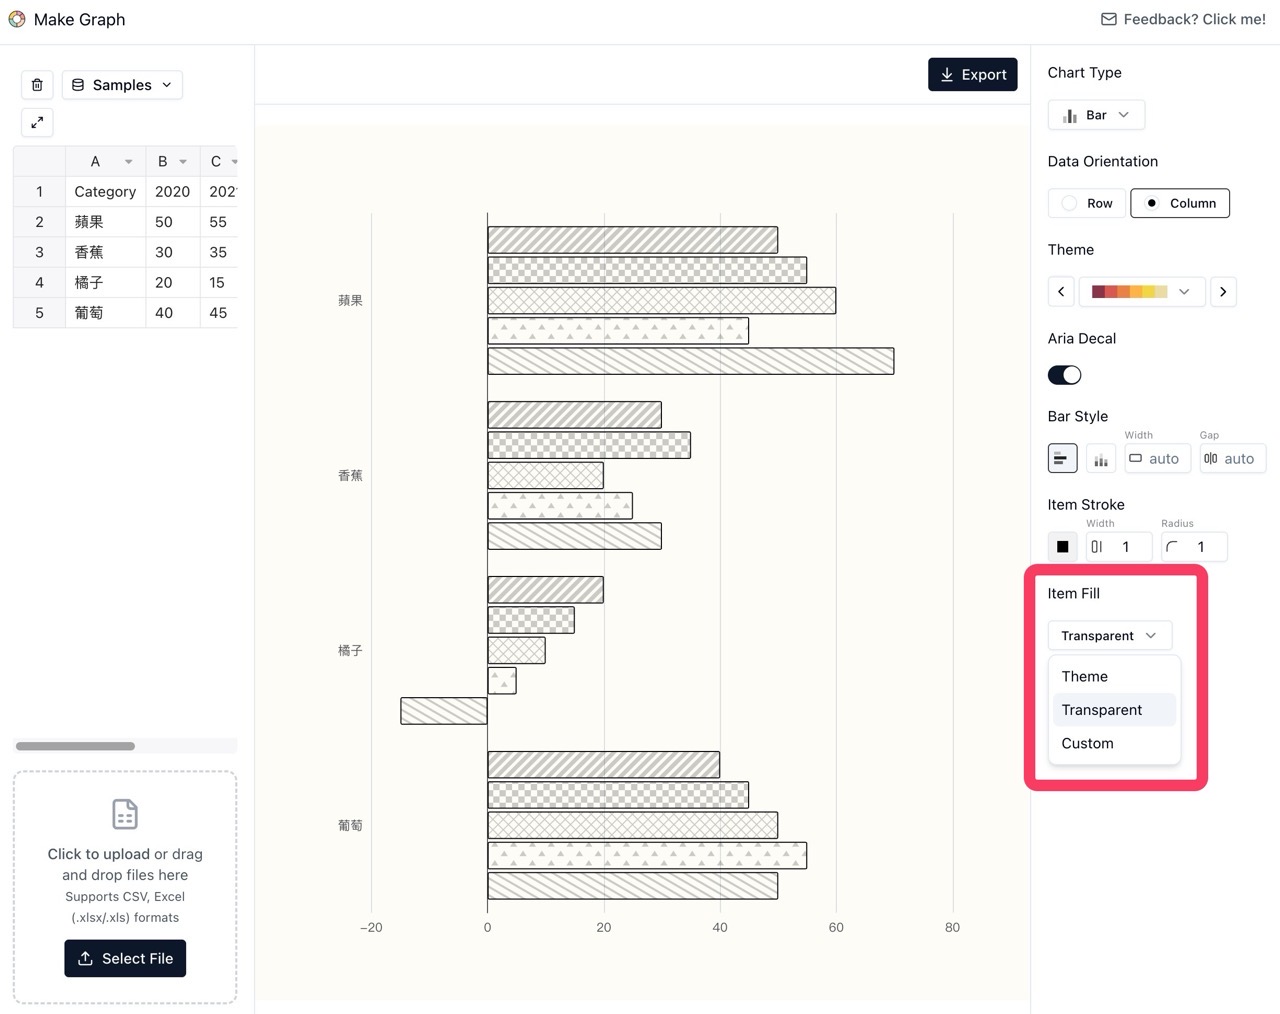 Make Graph
Feedback? Click me!
Samples
Export
A B C
1 Category 2020 202
2 蘋果 50 55
3 香蕉 30 35
4 橘子 20 15
5 葡萄 40 45
Click to upload or drag
and drop files here
Supports CSV, Excel
(.xlsx/.xls) formats
Select File
蘋果
香蕉
橘子
葡萄
−20 0 20 40 60 80
Chart Type
Bar
Data Orientation
Row Column
Theme
Aria Decal
Bar Style
Width Gap
auto auto
Item Stroke
Width Radius
1 1
Item Fill
Transparent
Theme
Transparent
Custom